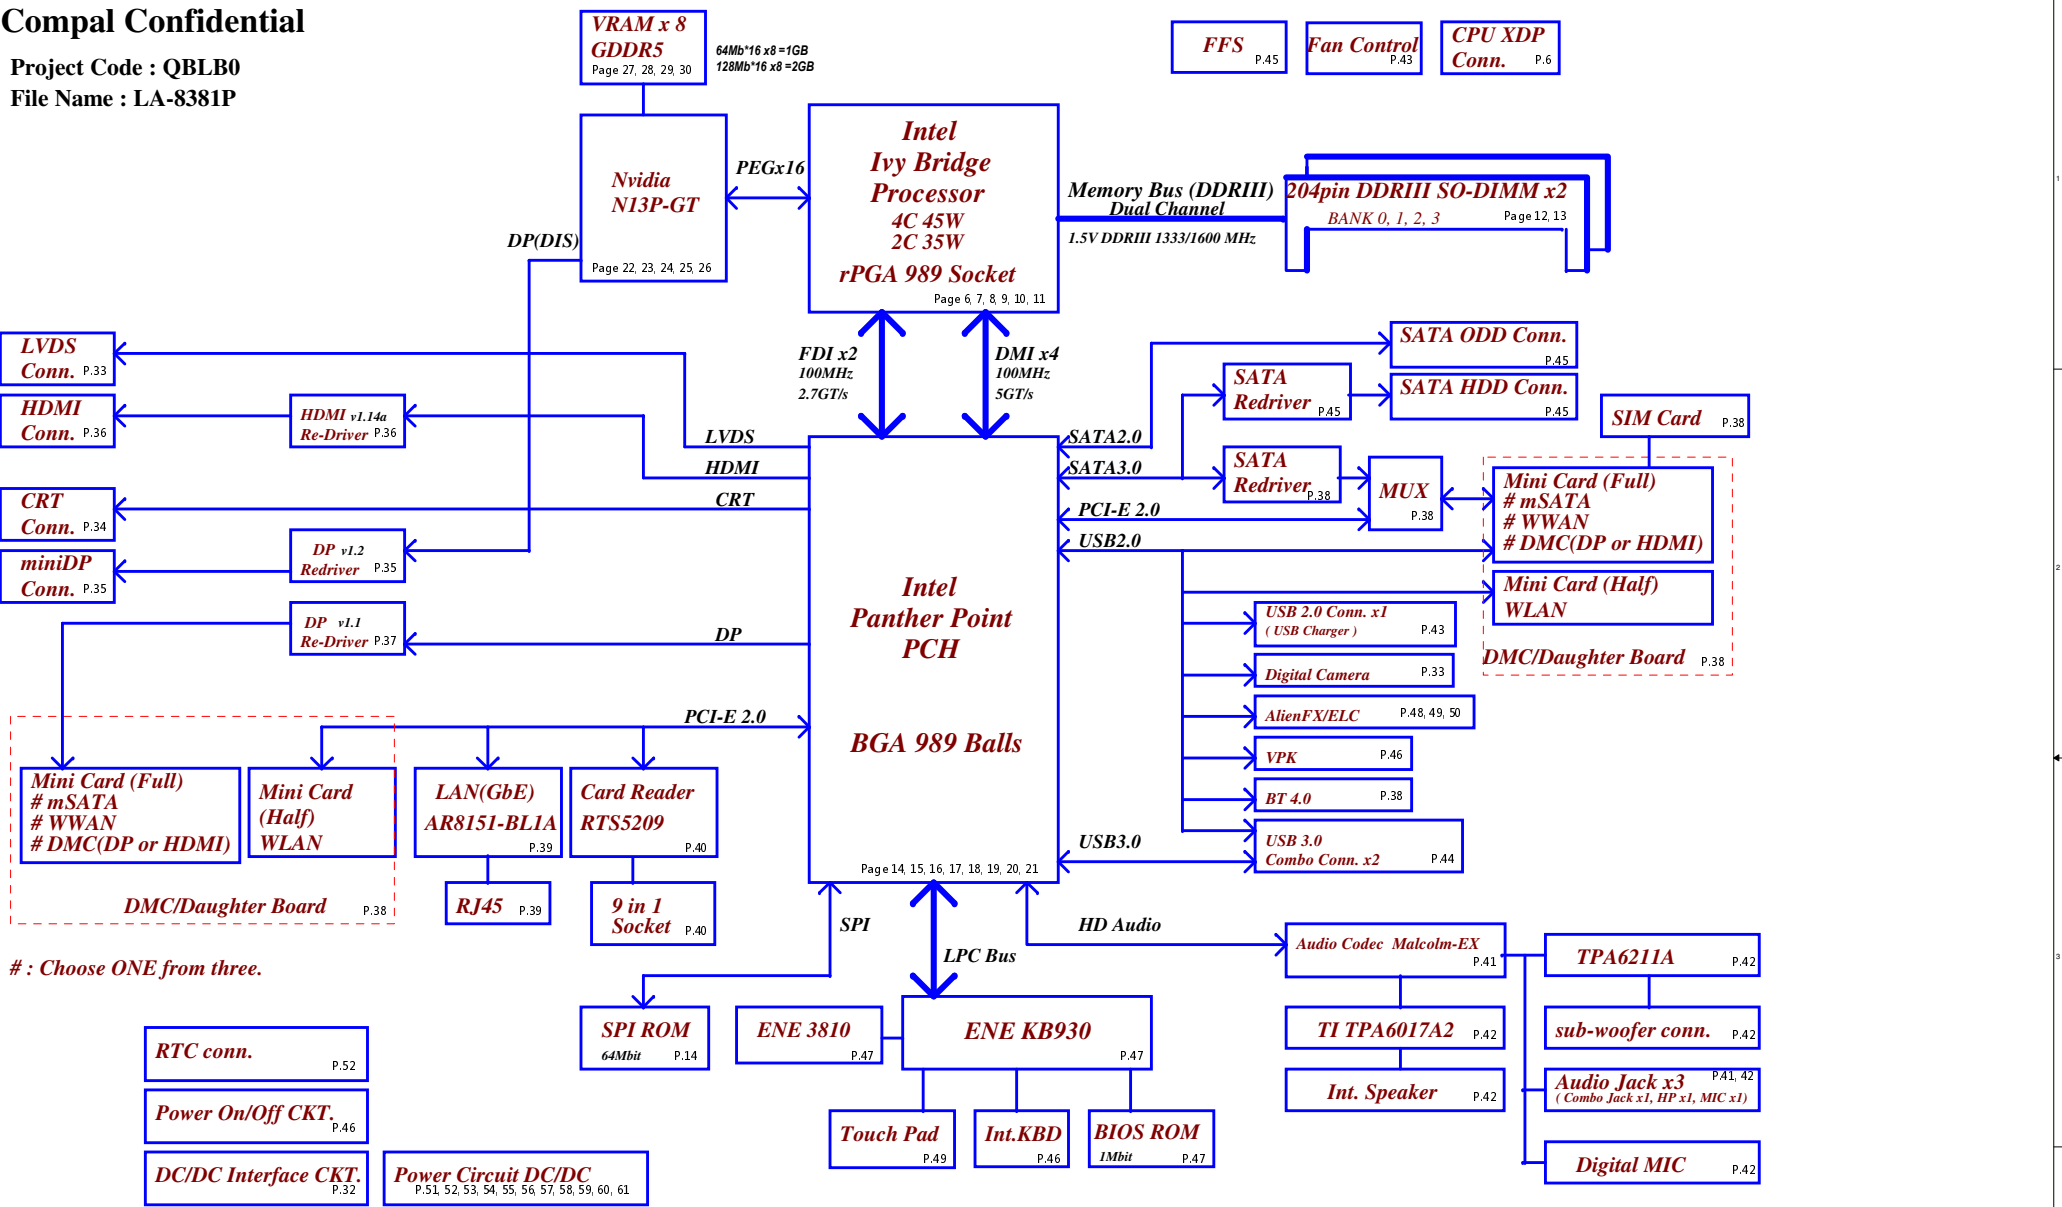 Compal Confidential
Project Code : QBLB0
File Name : LA-8381P
VRAM x 8
GDDR5
Page 27, 28, 29, 30
64Mb*16 x8 =1GB
128Mb*16 x8 =2GB
FFS
P.45
Fan Control
P.43
CPU XDP
Conn.
P.6
Nvidia
N13P-GT
Page 22, 23, 24, 25, 26
PEGx16
Intel
Ivy Bridge
Processor
4C 45W
2C 35W
rPGA 989 Socket
Page 6, 7, 8, 9, 10, 11
Memory Bus (DDRIII)
Dual Channel
1.5V DDRIII 1333/1600 MHz
204pin DDRIII SO-DIMM x2
BANK 0, 1, 2, 3
Page 12, 13
DP(DIS)
FDI x2
100MHz
2.7GT/s
DMI x4
100MHz
5GT/s
LVDS
Conn. P.33
HDMI
Conn. P.36
HDMI v1.14a
Re-Driver P.36
CRT
Conn. P.34
miniDP
Conn. P.35
DP v1.2
Redriver P.35
DP v1.1
Re-Driver P.37
LVDS
HDMI
CRT
DP
PCI-E 2.0
Intel
Panther Point
PCH
BGA 989 Balls
Page 14, 15, 16, 17, 18, 19, 20, 21
SATA2.0
SATA3.0
PCI-E 2.0
USB2.0
USB3.0
SATA ODD Conn.
P.45
SATA
Redriver
P.45
SATA HDD Conn.
P.45
SATA
Redriver
P.38
MUX
P.38
SIM Card P.38
Mini Card (Full)
# mSATA
# WWAN
# DMC(DP or HDMI)
Mini Card (Half)
WLAN
DMC/Daughter Board P.38
USB 2.0 Conn. x1
( USB Charger ) P.43
Digital Camera P.33
AlienFX/ELC P.48, 49, 50
VPK P.46
BT 4.0 P.38
USB 3.0
Combo Conn. x2 P.44
Mini Card (Full)
# mSATA
# WWAN
# DMC(DP or HDMI)
Mini Card
(Half)
WLAN
DMC/Daughter Board P.38
LAN(GbE)
AR8151-BL1A
P.39
Card Reader
RTS5209
P.40
RJ45 P.39
9 in 1
Socket P.40
# : Choose ONE from three.
SPI
LPC Bus
HD Audio
SPI ROM
64Mbit P.14
ENE 3810
P.47
ENE KB930
P.47
Touch Pad
P.49
Int.KBD
P.46
BIOS ROM
1Mbit P.47
Audio Codec Malcolm-EX
P.41
TPA6211A P.42
TI TPA6017A2 P.42
sub-woofer conn. P.42
Int. Speaker P.42
Audio Jack x3 P.41, 42
( Combo Jack x1, HP x1, MIC x1)
Digital MIC P.42
RTC conn.
P.52
Power On/Off CKT.
P.46
DC/DC Interface CKT.
P.32
Power Circuit DC/DC
P.51, 52, 53, 54, 55, 56, 57, 58, 59, 60, 61
1
2
3